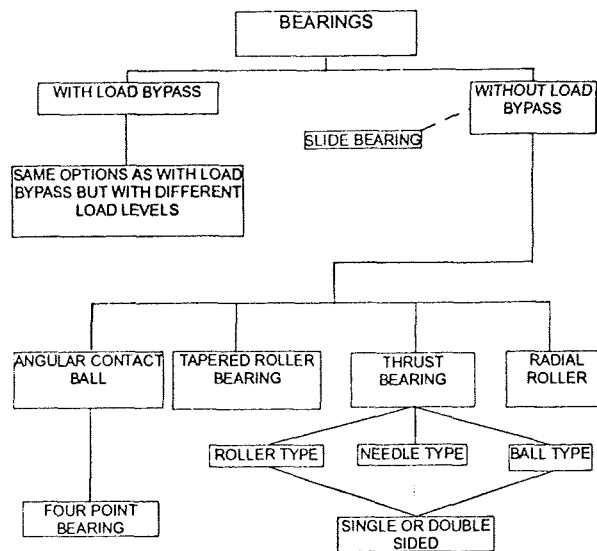 BEARINGS
WITH LOAD BYPASS
WITHOUT LOAD
BYPASS
SLIDE BEARING
SAME OPTIONS AS WITH LOAD
BYPASS BUT WITH DIFFERENT
LOAD LEVELS
ANGULAR CONTACT
BALL
TAPERED ROLLER
BEARING
THRUST
BEARING
RADIAL
ROLLER
ROLLER TYPE
NEEDLE TYPE
BALL TYPE
FOUR POINT
BEARING
SINGLE OR DOUBLE
SIDED